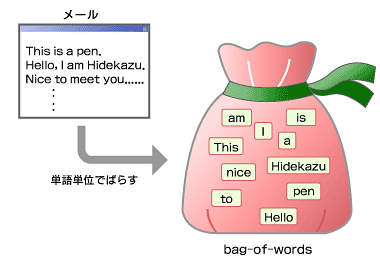 メール
This is a pen.
Hello, I am Hidekazu.
Nice to meet you......
:
:
単語単位でばらす
am
is
I
a
This
nice
Hidekazu
to
pen
Hello
bag-of-words